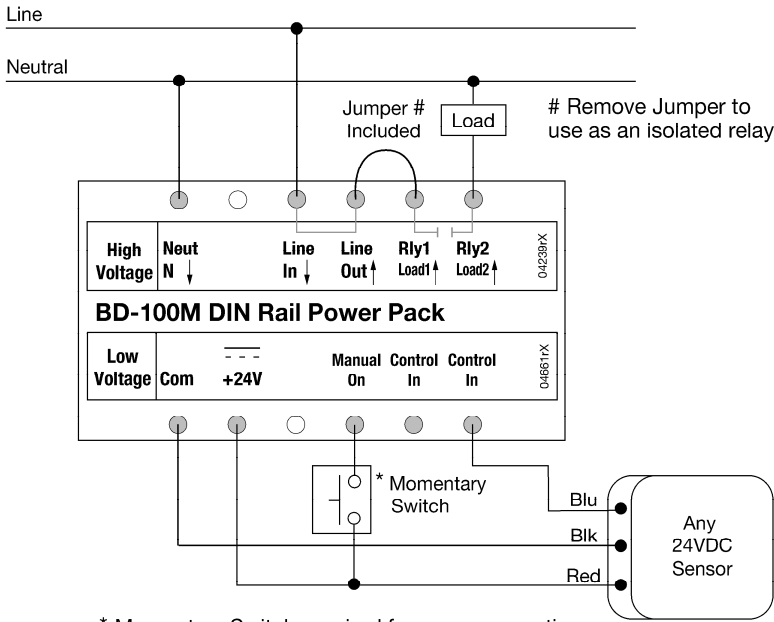 Line
Neutral
Jumper #
Included
Load
# Remove Jumper to
use as an isolated relay
High
Voltage
Neut
N
Line
In
Line
Out
Rly1
Load1
Rly2
Load2
04239rX
BD-100M DIN Rail Power Pack
Low
Voltage
Com
+24V
Manual
On
Control
In
Control
In
04661rX
* Momentary
Switch
Blu
Blk
Red
Any
24VDC
Sensor